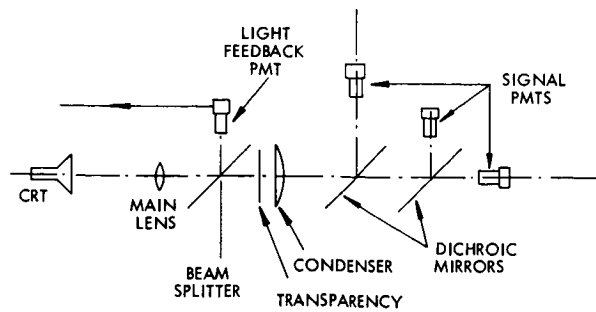 LIGHT
FEEDBACK
PMT
SIGNAL
PMTS
CRT
MAIN
LENS
BEAM
SPLITTER
CONDENSER
TRANSPARENCY
DICHROIC
MIRRORS